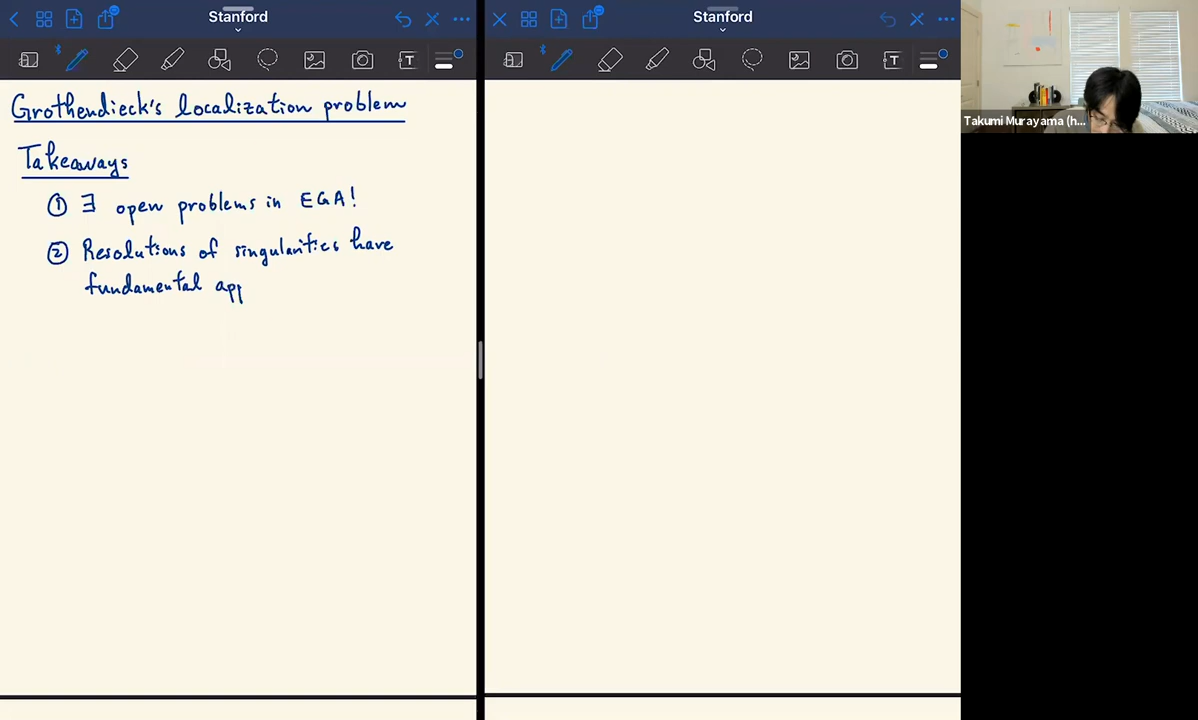 Stanford
Stanford
Grothendieck's localization problem
Takeaways
① ∃ open problems in EGA!
② Resolutions of singularities have
fundamental app
Takumi Murayama (h...